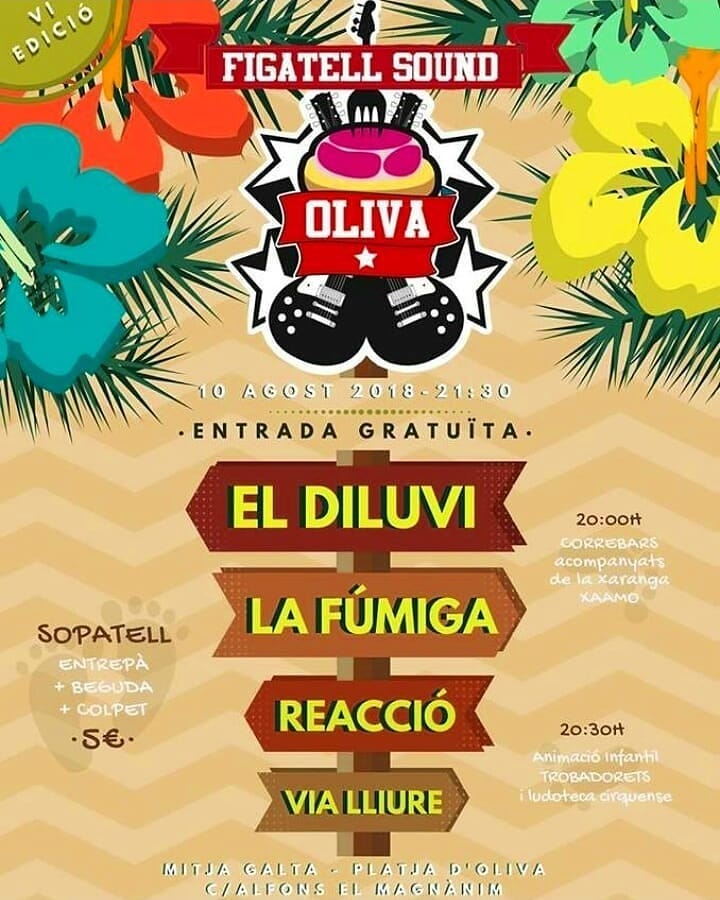 VI
EDICIÓ
FIGATELL SOUND
OLIVA
10 AGOST 2018-21:30
·ENTRADA GRATUÏTA·
EL DILUVI
LA FÚMIGA
REACCIÓ
VIA LLIURE
20:00H
CORREBARS
acompanyats
de la xaranga
XAAMO
SOPATELL
ENTREPÀ
+ BEGUDA
+ COLPET
·5€·
20:30H
Animació Infantil
TROBADORETS
i ludoteca cirquense
MITJA GALTA - PLATJA D'OLIVA
C/ALFONS EL MAGNÀNIM